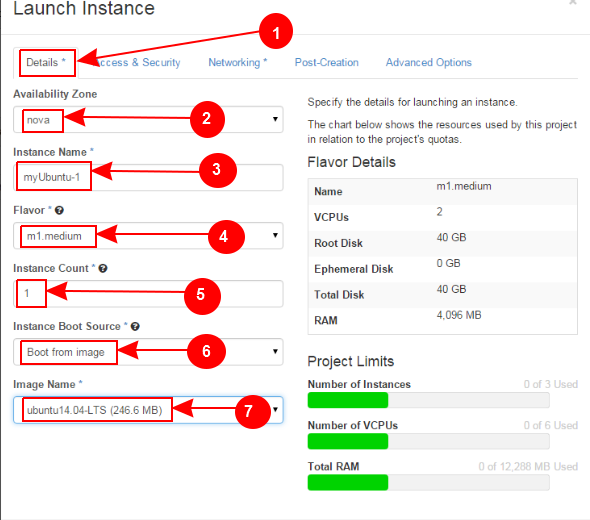 Launch Instance
×
1
Details *
ccess & Security
Networking *
Post-Creation
Advanced Options
Availability Zone
nova
2
Instance Name *
myUbuntu-1
3
Flavor *
m1.medium
4
Instance Count *
1
5
Instance Boot Source *
Boot from image
6
Image Name *
ubuntu14.04-LTS (246.6 MB)
7
Specify the details for launching an instance.
The chart below shows the resources used by this project
in relation to the project's quotas.
Flavor Details
Name m1.medium
VCPUs 2
Root Disk 40 GB
Ephemeral Disk 0 GB
Total Disk 40 GB
RAM 4,096 MB
Project Limits
Number of Instances 0 of 3 Used
Number of VCPUs 0 of 6 Used
Total RAM 0 of 12,288 MB Used